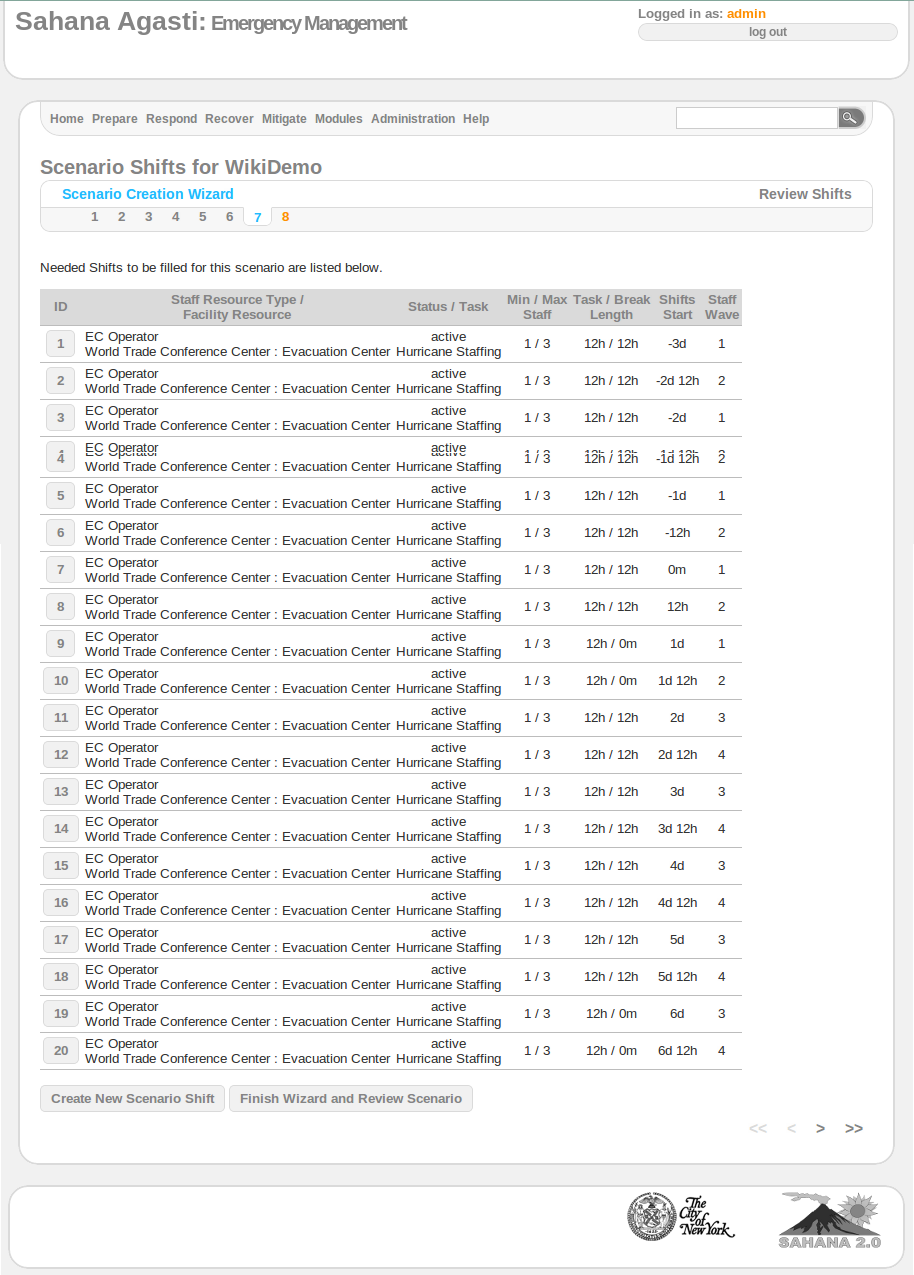 Sahana Agasti: Emergency Management
Logged in as: admin
log out
Home Prepare Respond Recover Mitigate Modules Administration Help
Scenario Shifts for WikiDemo
Scenario Creation Wizard Review Shifts
1 2 3 4 5 6 7 8
Needed Shifts to be filled for this scenario are listed below.
ID Staff Resource Type / Facility Resource Status / Task Min / Max Staff Task / Break Length Shifts Start Staff Wave
1 EC Operator active 1 / 3 12h / 12h -3d 1
World Trade Conference Center : Evacuation Center Hurricane Staffing
2 EC Operator active 1 / 3 12h / 12h -2d 12h 2
World Trade Conference Center : Evacuation Center Hurricane Staffing
3 EC Operator active 1 / 3 12h / 12h -2d 1
World Trade Conference Center : Evacuation Center Hurricane Staffing
4 EC Operator active 1 / 3 12h / 12h -1d 12h 2
World Trade Conference Center : Evacuation Center Hurricane Staffing
5 EC Operator active 1 / 3 12h / 12h -1d 1
World Trade Conference Center : Evacuation Center Hurricane Staffing
6 EC Operator active 1 / 3 12h / 12h -12h 2
World Trade Conference Center : Evacuation Center Hurricane Staffing
7 EC Operator active 1 / 3 12h / 12h 0m 1
World Trade Conference Center : Evacuation Center Hurricane Staffing
8 EC Operator active 1 / 3 12h / 12h 12h 2
World Trade Conference Center : Evacuation Center Hurricane Staffing
9 EC Operator active 1 / 3 12h / 0m 1d 1
World Trade Conference Center : Evacuation Center Hurricane Staffing
10 EC Operator active 1 / 3 12h / 0m 1d 12h 2
World Trade Conference Center : Evacuation Center Hurricane Staffing
11 EC Operator active 1 / 3 12h / 12h 2d 3
World Trade Conference Center : Evacuation Center Hurricane Staffing
12 EC Operator active 1 / 3 12h / 12h 2d 12h 4
World Trade Conference Center : Evacuation Center Hurricane Staffing
13 EC Operator active 1 / 3 12h / 12h 3d 3
World Trade Conference Center : Evacuation Center Hurricane Staffing
14 EC Operator active 1 / 3 12h / 12h 3d 12h 4
World Trade Conference Center : Evacuation Center Hurricane Staffing
15 EC Operator active 1 / 3 12h / 12h 4d 3
World Trade Conference Center : Evacuation Center Hurricane Staffing
16 EC Operator active 1 / 3 12h / 12h 4d 12h 4
World Trade Conference Center : Evacuation Center Hurricane Staffing
17 EC Operator active 1 / 3 12h / 12h 5d 3
World Trade Conference Center : Evacuation Center Hurricane Staffing
18 EC Operator active 1 / 3 12h / 12h 5d 12h 4
World Trade Conference Center : Evacuation Center Hurricane Staffing
19 EC Operator active 1 / 3 12h / 0m 6d 3
World Trade Conference Center : Evacuation Center Hurricane Staffing
20 EC Operator active 1 / 3 12h / 0m 6d 12h 4
World Trade Conference Center : Evacuation Center Hurricane Staffing
Create New Scenario Shift Finish Wizard and Review Scenario
<< < > >>
The
City
of
New York
SAHANA 2.0